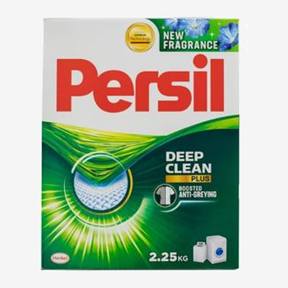 NEW
FRAGRANCE
Persil
DEEP
CLEAN
PLUS
BOOSTED
ANTI-GREYING
Henkel
2.25KG